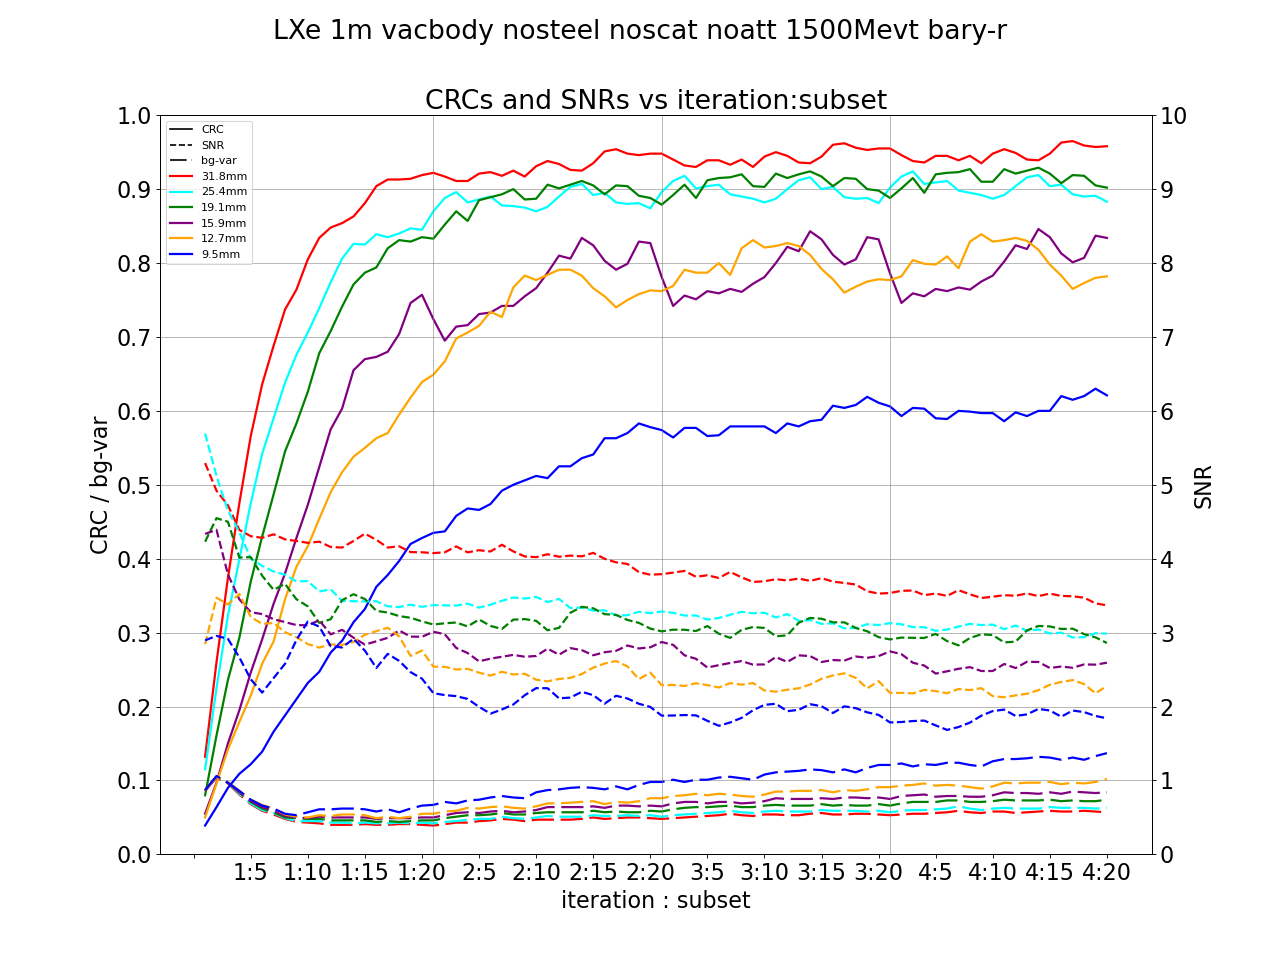 LXe 1m vacbody nosteel noscat noatt 1500Mevt bary-r
CRCs and SNRs vs iteration:subset
CRC
SNR
bg-var
31.8mm
25.4mm
19.1mm
15.9mm
12.7mm
9.5mm
1.0
0.9
0.8
0.7
0.6
0.5
0.4
0.3
0.2
0.1
0.0
CRC / bg-var
10
9
8
7
6
5
4
3
2
1
0
SNR
1:5 1:10 1:15 1:20 2:5 2:10 2:15 2:20 3:5 3:10 3:15 3:20 4:5 4:10 4:15 4:20
iteration : subset